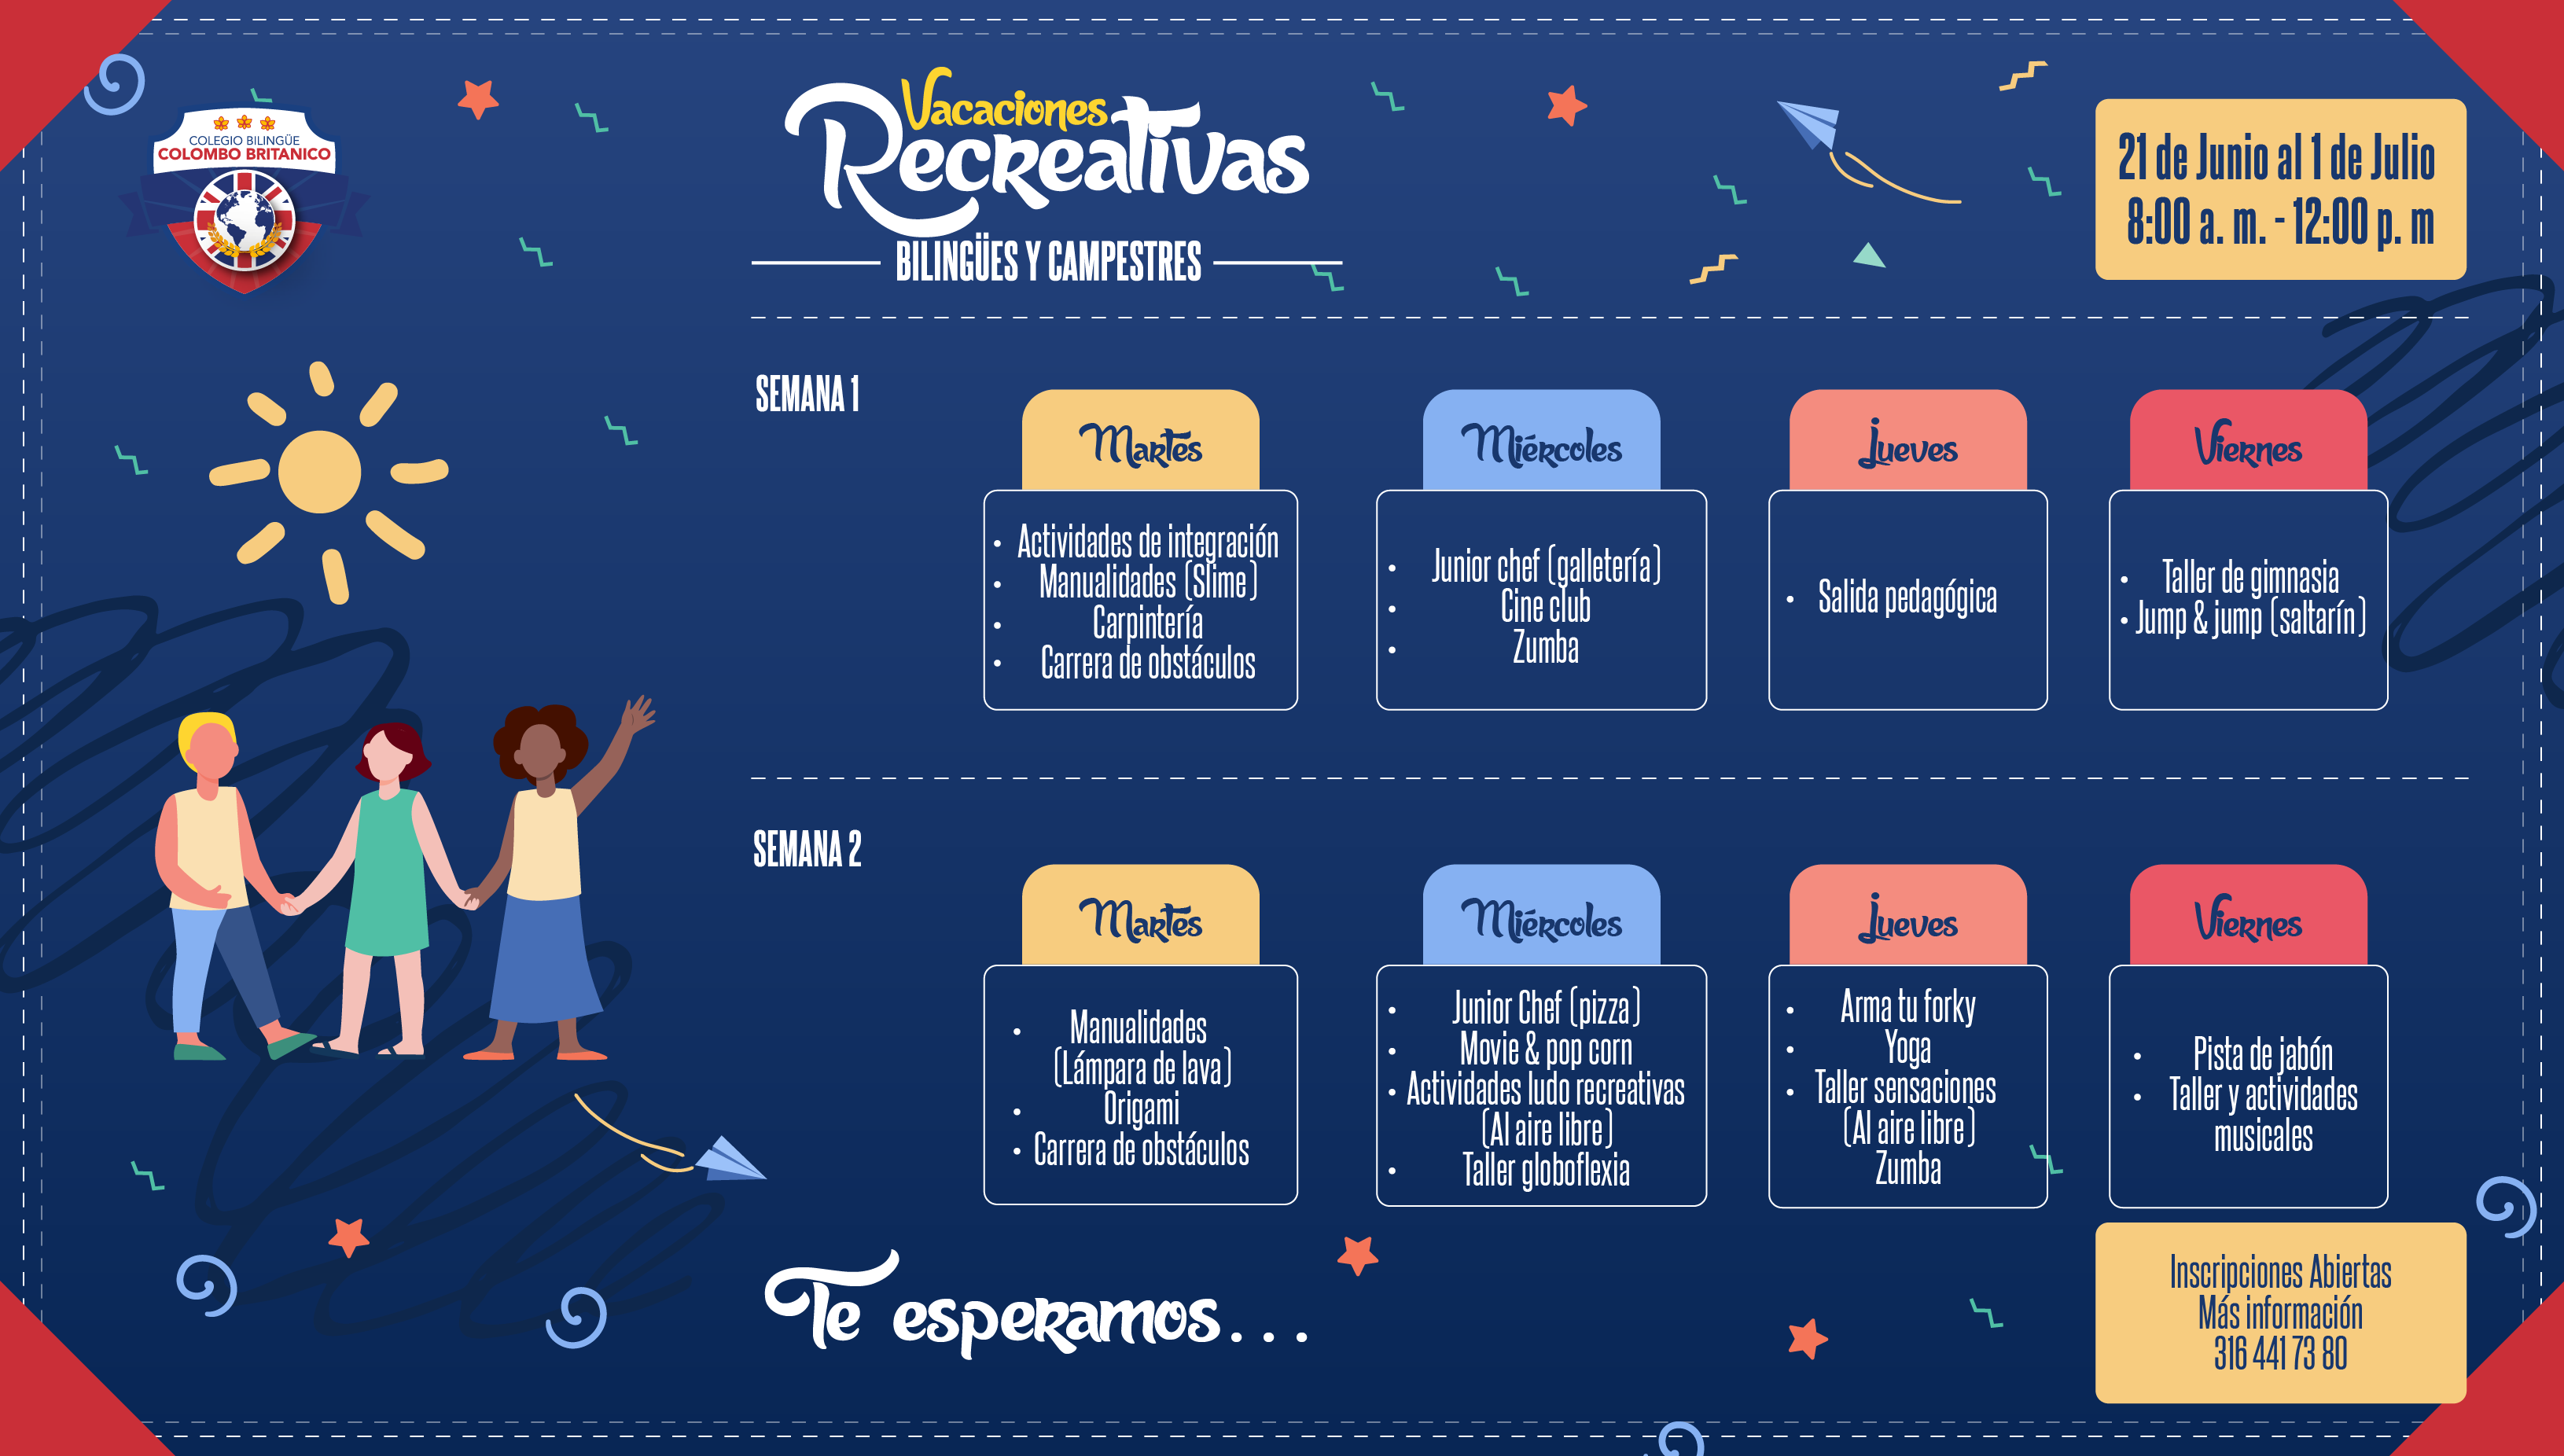 COLEGIO BILINGÜE
COLOMBO BRITANICO
Vacaciones
Recreativas
BILINGÜES Y CAMPESTRES
21 de Junio al 1 de Julio
8:00 a. m. - 12:00 p. m
SEMANA 1
Martes
• Actividades de integración
• Manualidades (Slime)
• Carpintería
• Carrera de obstáculos
Miércoles
• Junior chef (galletería)
• Cine club
• Zumba
Jueves
• Salida pedagógica
Viernes
• Taller de gimnasia
• Jump & jump (saltarín)
SEMANA 2
Martes
• Manualidades
(Lámpara de lava)
• Origami
• Carrera de obstáculos
Miércoles
• Junior Chef (pizza)
• Movie & pop corn
• Actividades ludo recreativas
(Al aire libre)
• Taller globoflexia
Jueves
• Arma tu forky
• Yoga
• Taller sensaciones
(Al aire libre)
Zumba
Viernes
• Pista de jabón
• Taller y actividades
musicales
Te esperamos...
Inscripciones Abiertas
Más información
316 441 73 80